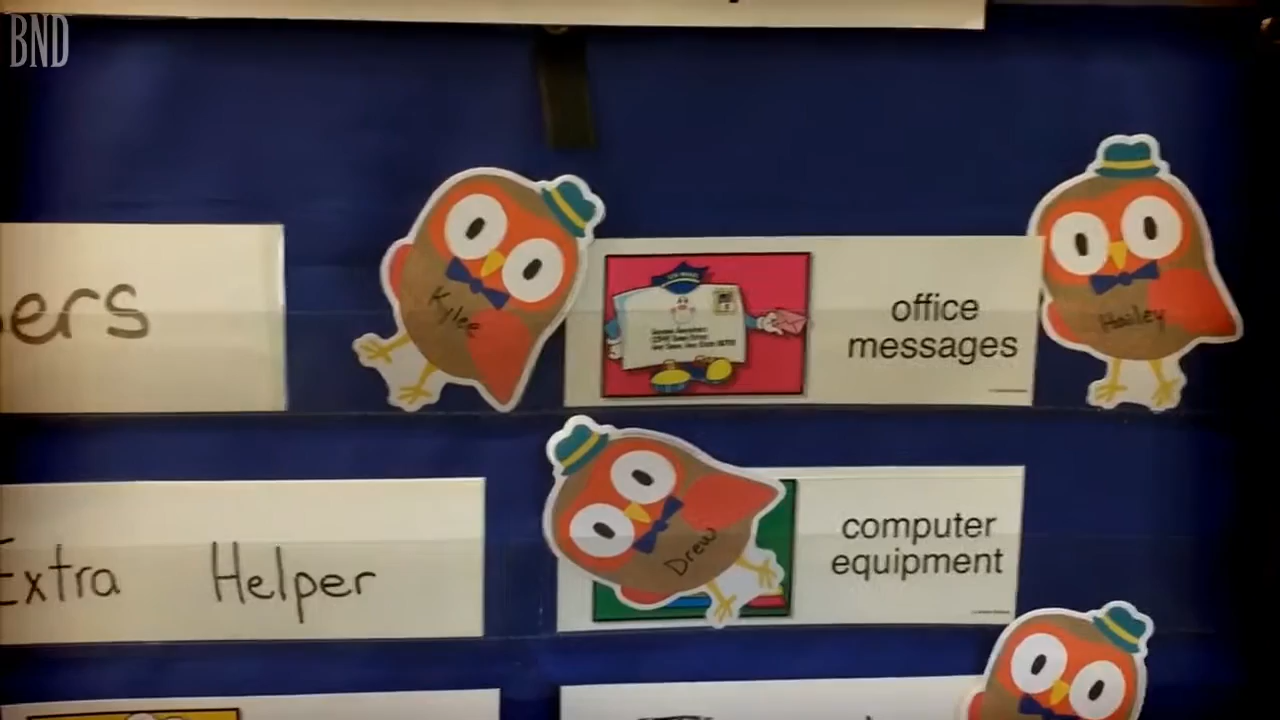 BND
ers
Kylee
office
messages
Hailey
Extra Helper
Drew
computer
equipment